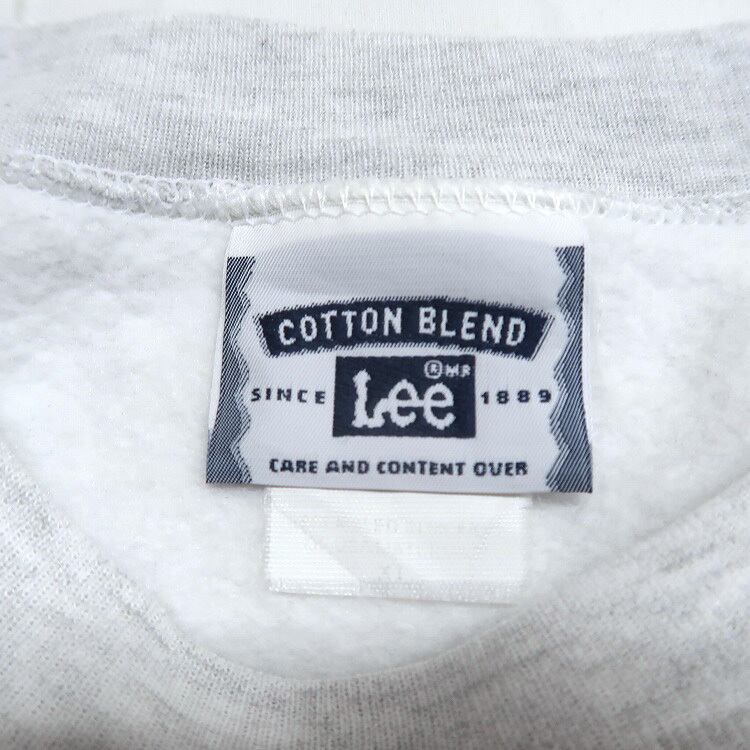 COTTON BLEND
®MR
SINCE Lee 1889
CARE AND CONTENT OVER